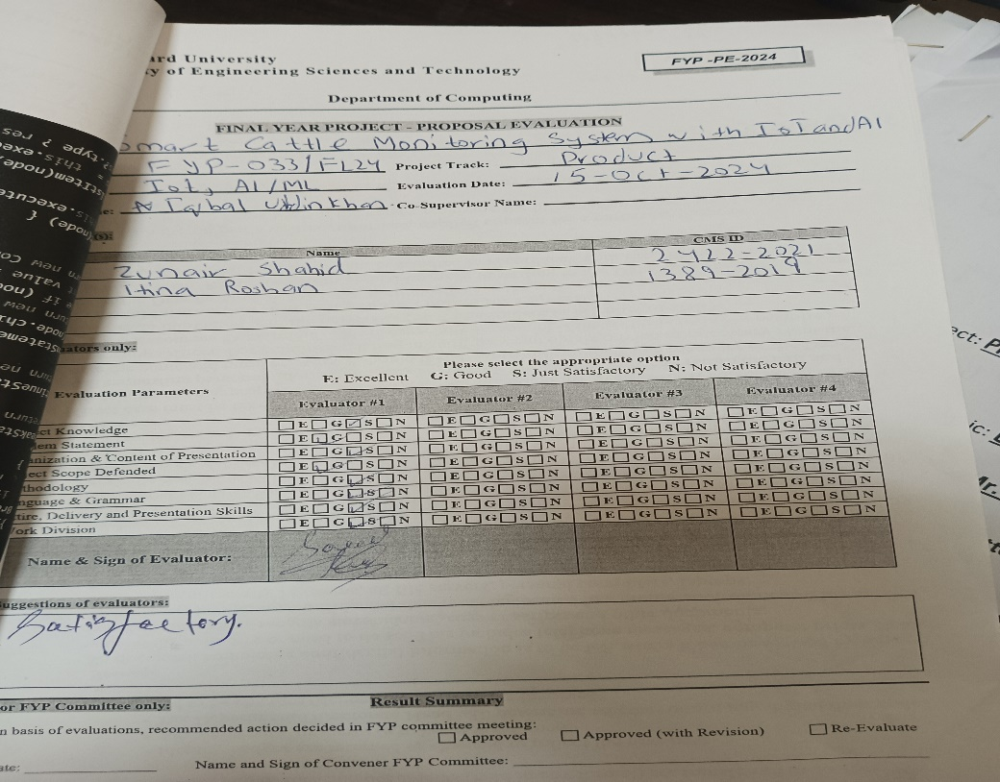 ard University
y of Engineering Sciences and Technology
FYP -PE-2024
Department of Computing
FINAL YEAR PROJECT - PROPOSAL EVALUATION
Smart Cattle Monitoring System with IoT and AI
FYP-033/FL24 Project Track: Product
Iot, AI/ML Evaluation Date: 15-Oct-2024
e: Iqbal Uddin Khan Co-Supervisor Name:
(s):
Name CMS ID
Zunair Shahid 2422-2021
Hina Roshan 1389-2019
ators only:
Evaluation Parameters
Please select the appropriate option
E: Excellent G: Good S: Just Satisfactory N: Not Satisfactory
Evaluator #1 Evaluator #2 Evaluator #3 Evaluator #4
ct Knowledge E G S N E G S N E G S N E G S N
em Statement E G S N E G S N E G S N E G S N
anization & Content of Presentation E G S N E G S N E G S N E G S N
ect Scope Defended E G S N E G S N E G S N E G S N
thodology E G S N E G S N E G S N E G S N
nguage & Grammar E G S N E G S N E G S N E G S N
tire, Delivery and Presentation Skills E G S N E G S N E G S N E G S N
ork Division E G S N E G S N E G S N E G S N
Name & Sign of Evaluator:
uggestions of evaluators:
Satisfactory.
or FYP Committee only: Result Summary
n basis of evaluations, recommended action decided in FYP committee meeting:
Approved Approved (with Revision) Re-Evaluate
ate: Name and Sign of Convener FYP Committee: